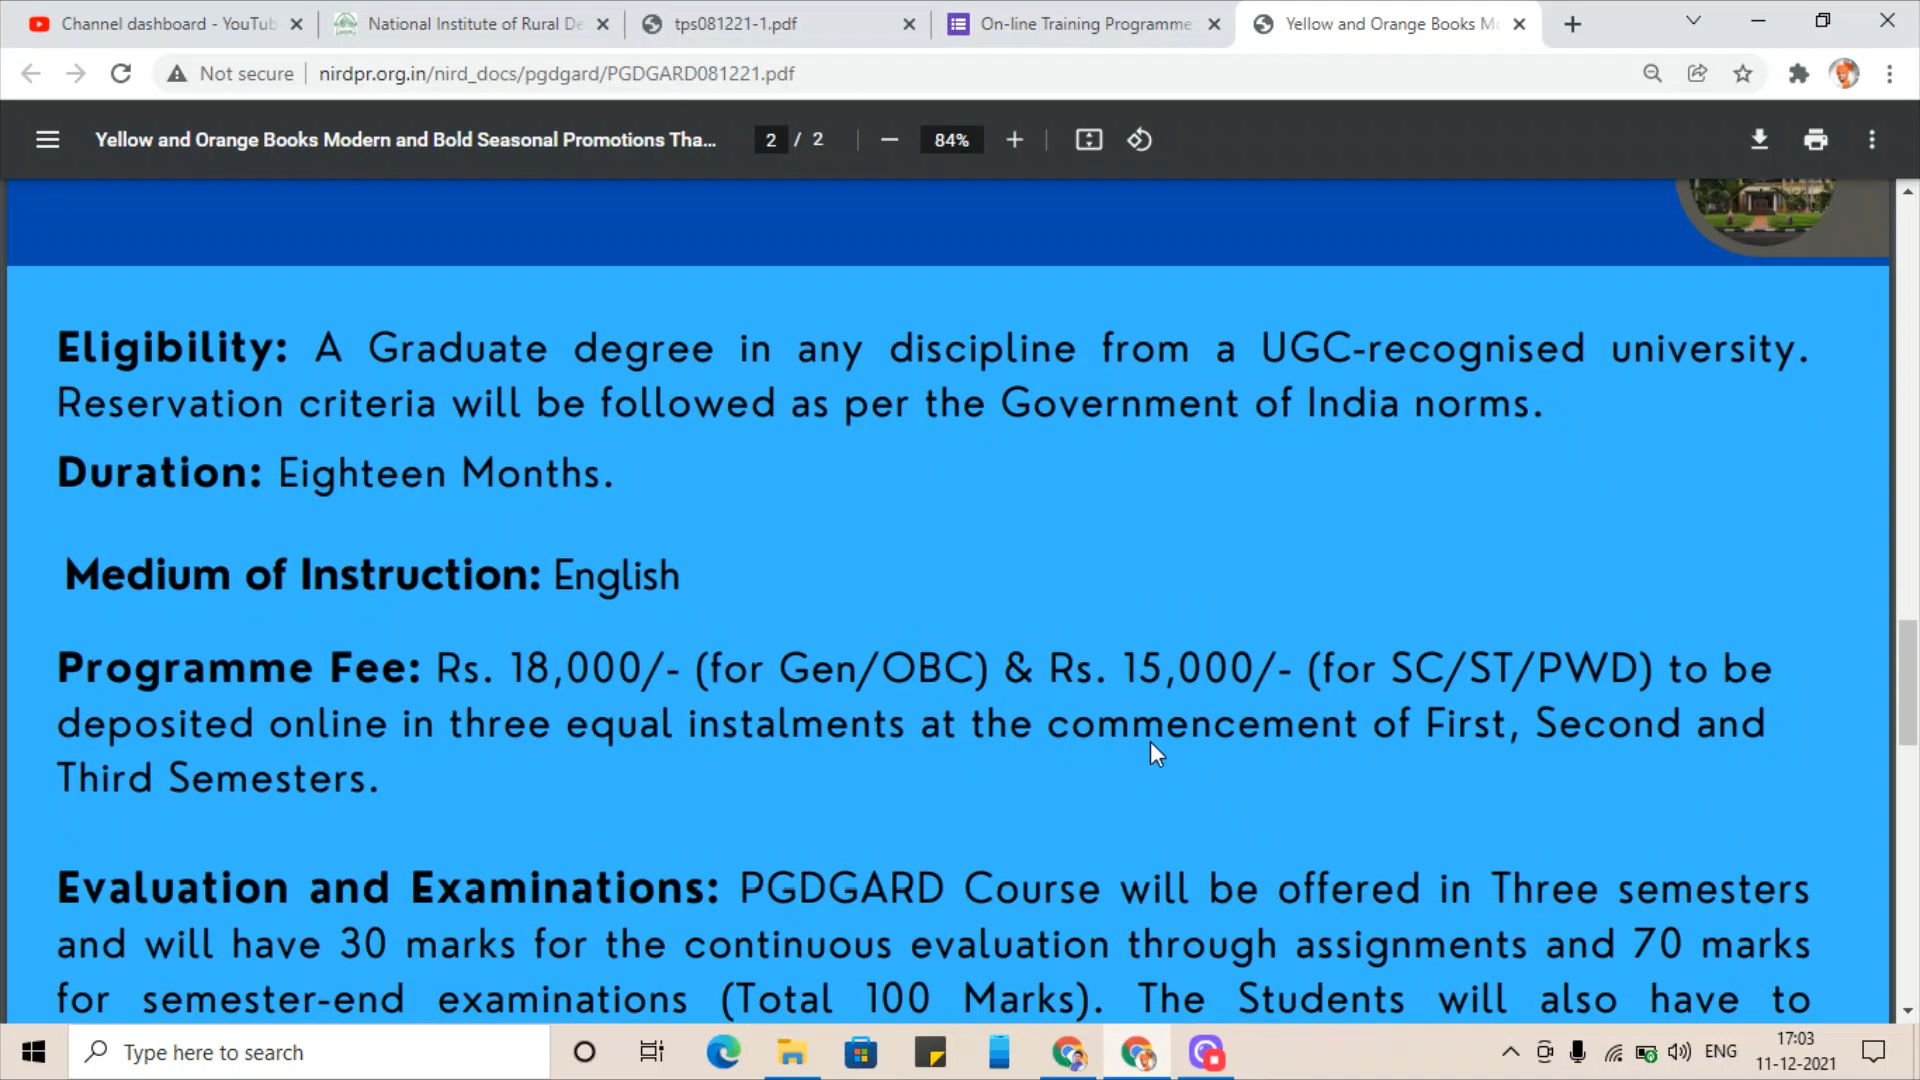 Channel dashboard - YouTub
National Institute of Rural De
tps081221-1.pdf
On-line Training Programme
Yellow and Orange Books Mo
Not secure
nirdpr.org.in/nird_docs/pgdgard/PGDGARD081221.pdf
Yellow and Orange Books Modern and Bold Seasonal Promotions Tha...
2 / 2
84%
Eligibility: A Graduate degree in any discipline from a UGC-recognised university.
Reservation criteria will be followed as per the Government of India norms.
Duration: Eighteen Months.
Medium of Instruction: English
Programme Fee: Rs. 18,000/- (for Gen/OBC) & Rs. 15,000/- (for SC/ST/PWD) to be
deposited online in three equal instalments at the commencement of First, Second and
Third Semesters.
Evaluation and Examinations: PGDGARD Course will be offered in Three semesters
and will have 30 marks for the continuous evaluation through assignments and 70 marks
for semester-end examinations (Total 100 Marks). The Students will also have to
Type here to search
ENG
17:03
11-12-2021